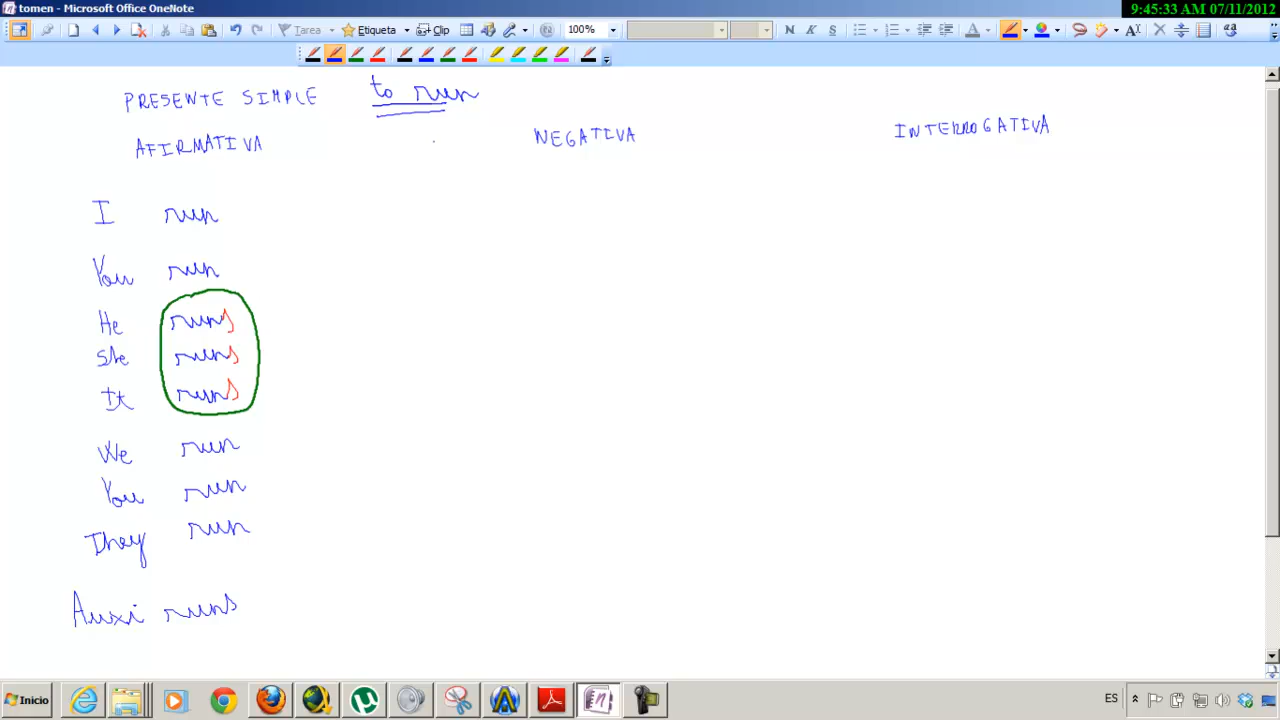 tomen - Microsoft Office OneNote
9:45:33 AM 07/11/2012
Tarea
Etiqueta
Clip
100%
N K S
PRESENTE SIMPLE to run
AFIRMATIVA NEGATIVA INTERROGATIVA
I run
You run
He runs
She runs
It runs
We run
You run
They run
Auxi runs
Inicio
ES